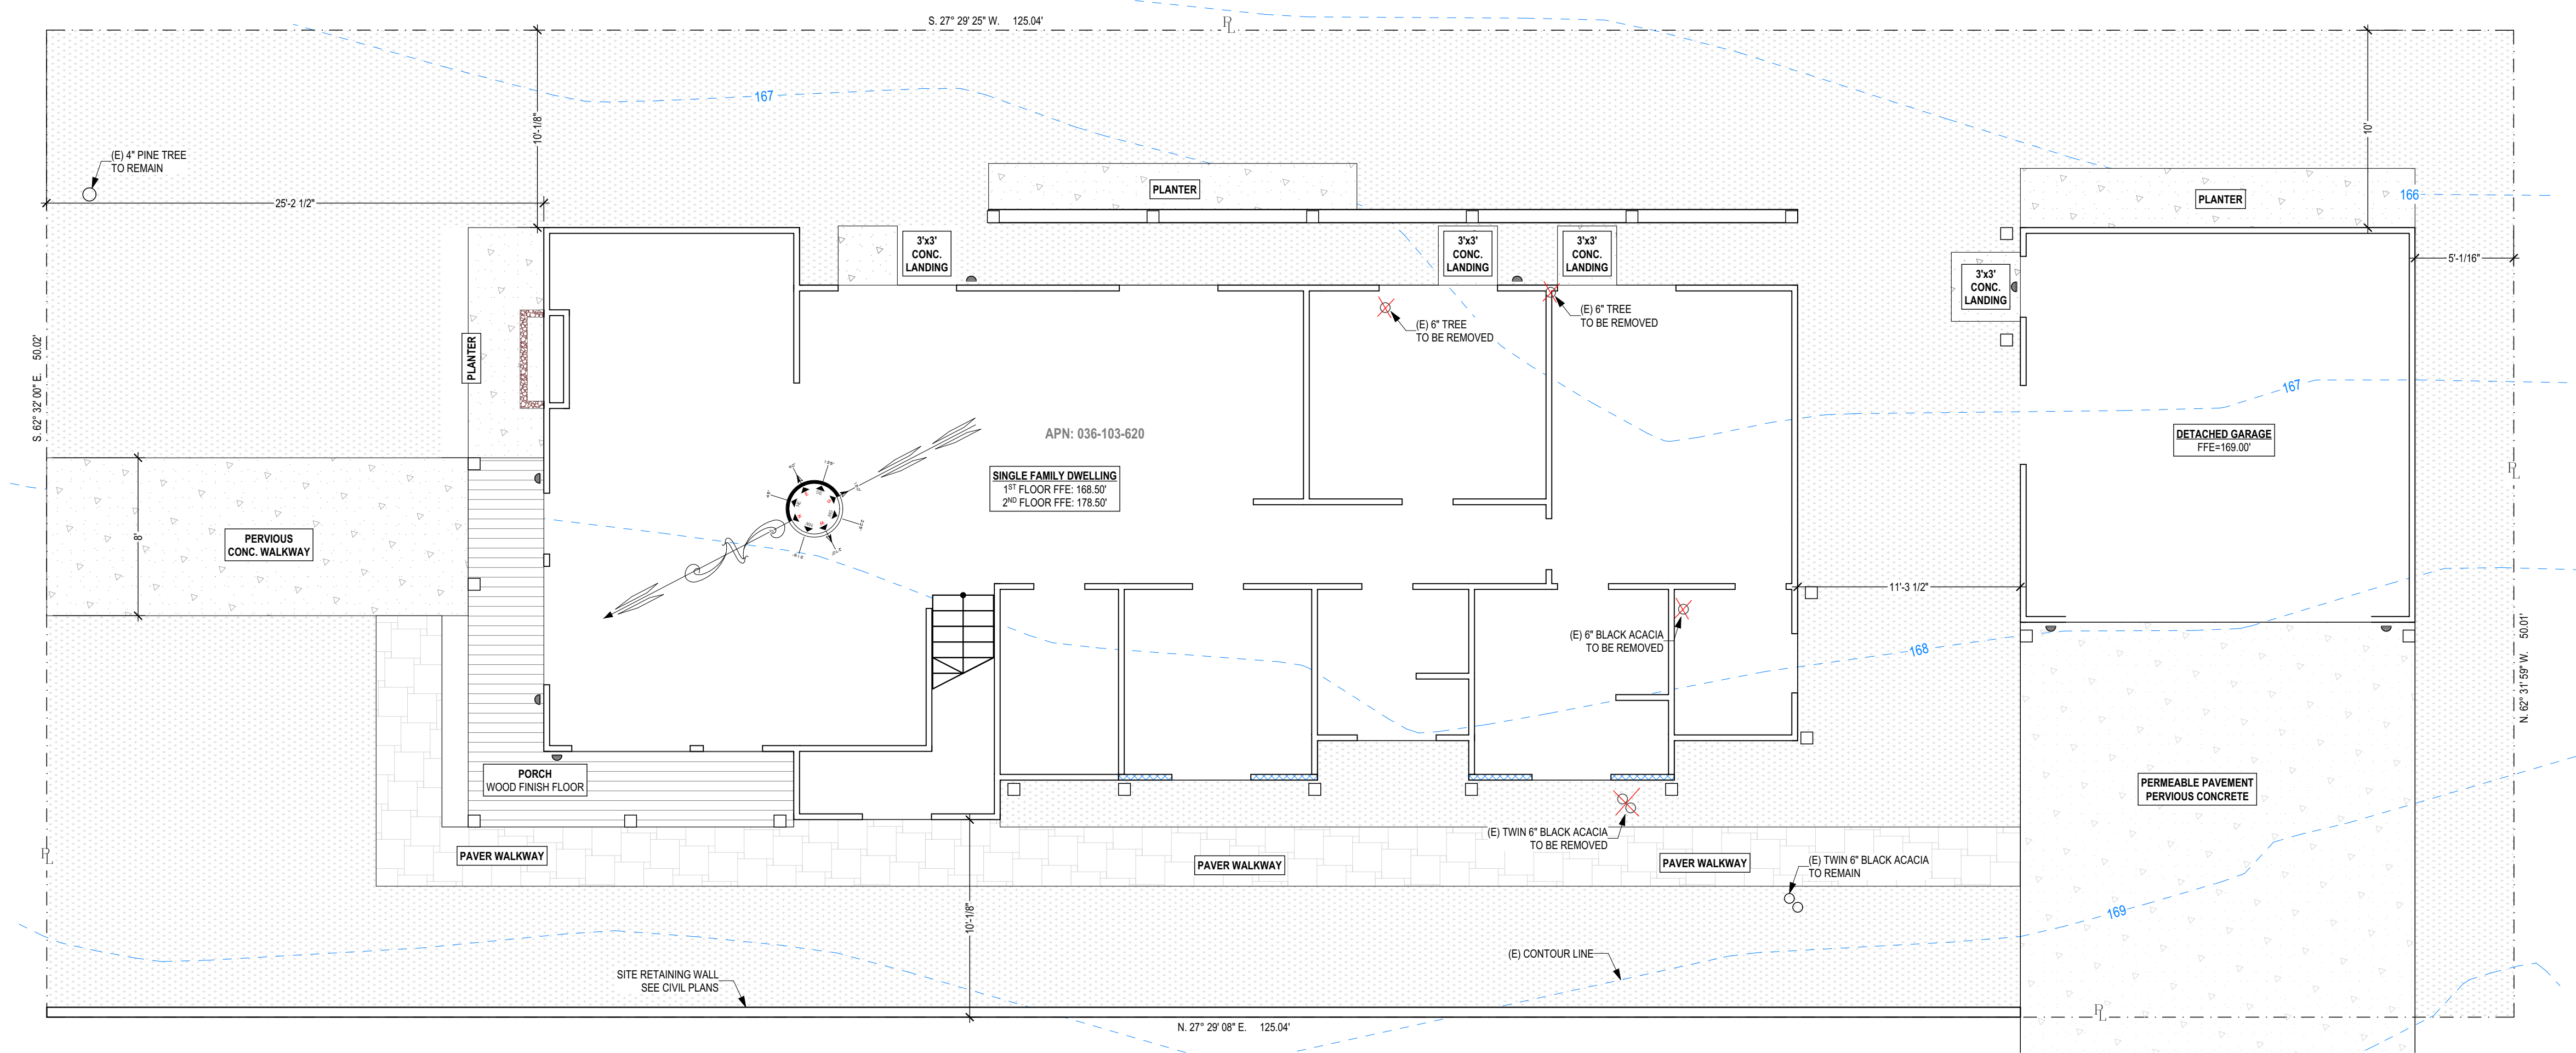 S. 27° 29' 25" W. 125.04'
PL
167
10'-1/8"
10'
(E) 4" PINE TREE
TO REMAIN
25'-2 1/2"
PLANTER
PLANTER
166
3'x3'
CONC.
LANDING
3'x3'
CONC.
LANDING
3'x3'
CONC.
LANDING
3'x3'
CONC.
LANDING
5'-1/16"
(E) 6" TREE
TO BE REMOVED
(E) 6" TREE
TO BE REMOVED
PLANTER
S. 62° 32' 00" E. 50.02'
167
APN: 036-103-620
DETACHED GARAGE
FFE=169.00'
SINGLE FAMILY DWELLING
1ST FLOOR FFE: 168.50'
2ND FLOOR FFE: 178.50'
PL
N
8'
PERVIOUS
CONC. WALKWAY
11'-3 1/2"
(E) 6" BLACK ACACIA
TO BE REMOVED
168
N. 62° 31' 59" W. 50.01'
PORCH
WOOD FINISH FLOOR
PERMEABLE PAVEMENT
PERVIOUS CONCRETE
(E) TWIN 6" BLACK ACACIA
TO BE REMOVED
PL
PAVER WALKWAY
PAVER WALKWAY
PAVER WALKWAY
(E) TWIN 6" BLACK ACACIA
TO REMAIN
10'-1/8"
169
(E) CONTOUR LINE
SITE RETAINING WALL
SEE CIVIL PLANS
PL
N. 27° 29' 08" E. 125.04'